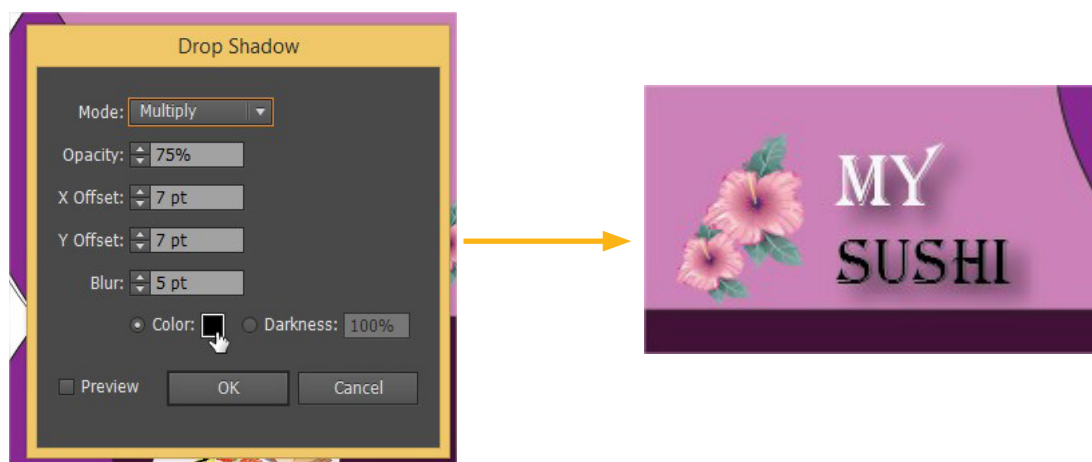 Drop Shadow
Mode: Multiply
Opacity: 75%
X Offset: 7 pt
Y Offset: 7 pt
Blur: 5 pt
Color: Darkness: 100%
Preview OK Cancel
MY
SUSHI